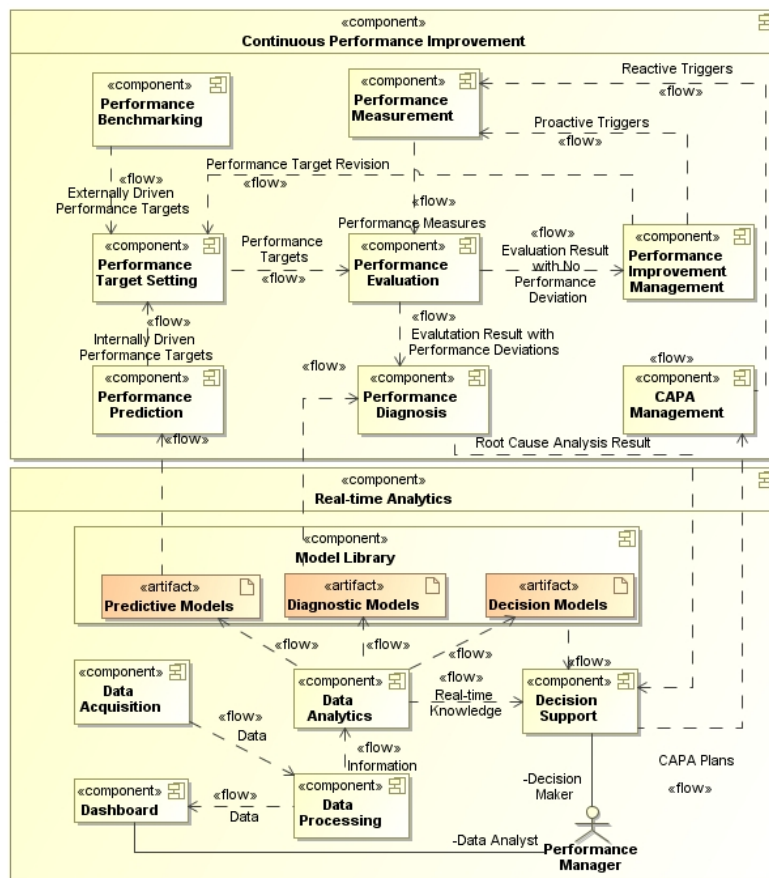 «component»
Continuous Performance Improvement
«component»
Performance
Benchmarking
«component»
Performance
Measurement
Reactive Triggers
«flow»
Proactive Triggers
«flow»
«flow»
Externally Driven
Performance Targets
Performance Target Revision
«flow»
«flow»
Performance Measures
«component»
Performance
Target Setting
Performance
Targets
«flow»
«component»
Performance
Evaluation
«flow»
Evaluation Result
with No
Performance
Deviation
«component»
Performance
Improvement
Management
«flow»
Internally Driven
Performance Targets
«flow»
Evalutation Result with
Performance Deviations
«flow»
«flow»
«component»
Performance
Prediction
«flow»
«component»
Performance
Diagnosis
«component»
CAPA
Management
Root Cause Analysis Result
«component»
Real-time Analytics
«component»
Model Library
«artifact»
Predictive Models
«artifact»
Diagnostic Models
«artifact»
Decision Models
«flow»
«flow»
«flow»
«flow»
«component»
Data
Acquisition
«component»
Data
Analytics
«flow»
Real-time
Knowledge
«component»
Decision
Support
«flow»
Data
«flow»
Information
CAPA Plans
«flow»
«component»
Dashboard
«flow»
Data
«component»
Data
Processing
-Decision
Maker
-Data Analyst
Performance
Manager